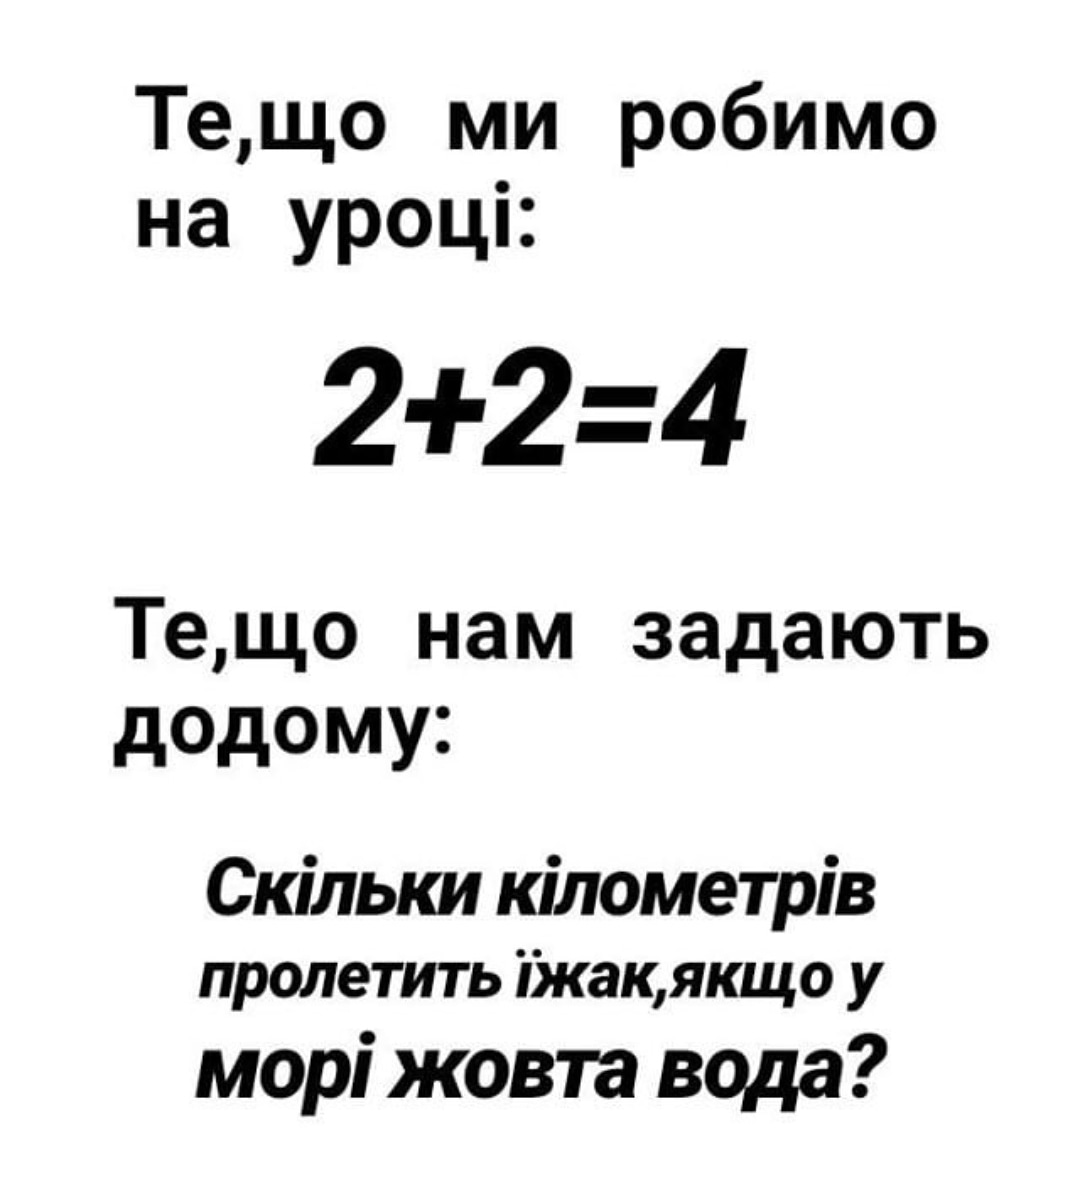 Те,що ми робимо
на уроці:
2+2=4
Те,що нам задають
додому:
Скільки кілометрів
пролетить їжак,якщо у
морі жовта вода?